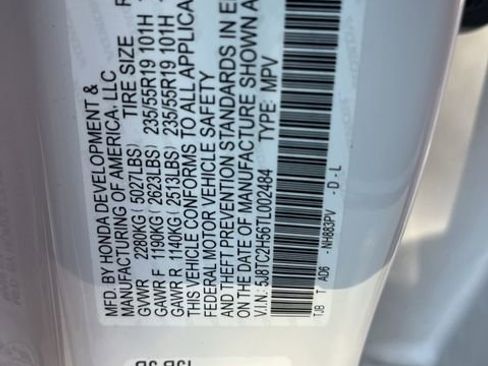 MFD. BY HONDA DEVELOPMENT &
MANUFACTURING OF AMERICA, LLC
TIRE SIZE R
GVWR 2280KG (5027LBS)
GAWR F 1190KG (2623LBS) 235/55R19 101H
GAWR R 1140KG (2513LBS) 235/55R19 101H
THIS VEHICLE CONFORMS TO ALL APPLICA
FEDERAL MOTOR VEHICLE SAFETY
AND THEFT PREVENTION STANDARDS IN E
ON THE DATE OF MANUFACTURE SHOWN A
V.I.N.: 5J8TC2H56TL002484 TYPE: MPV
TJB T AD6 -NH883PV -D-L